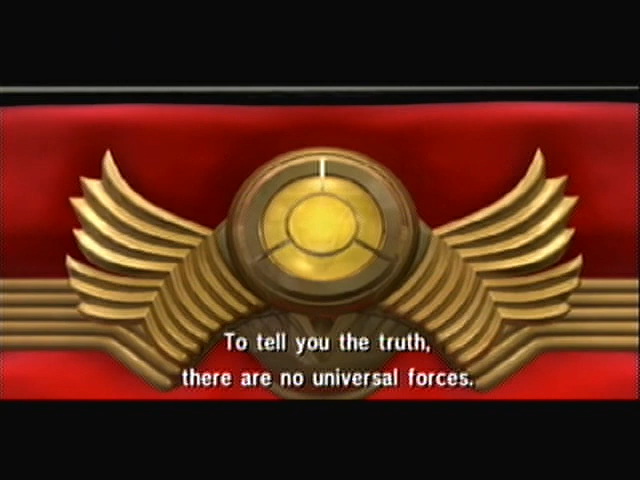 To tell you the truth,
there are no universal forces.